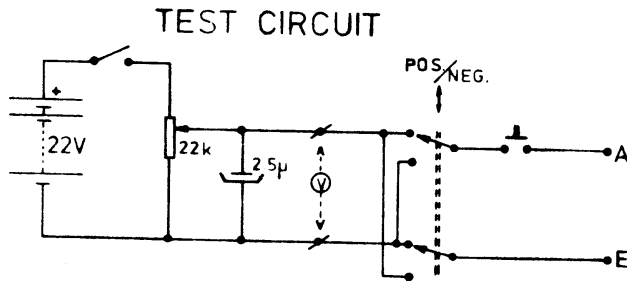 TEST CIRCUIT
POS/NEG.
+
22V
22k
2.5µ
V
A
E